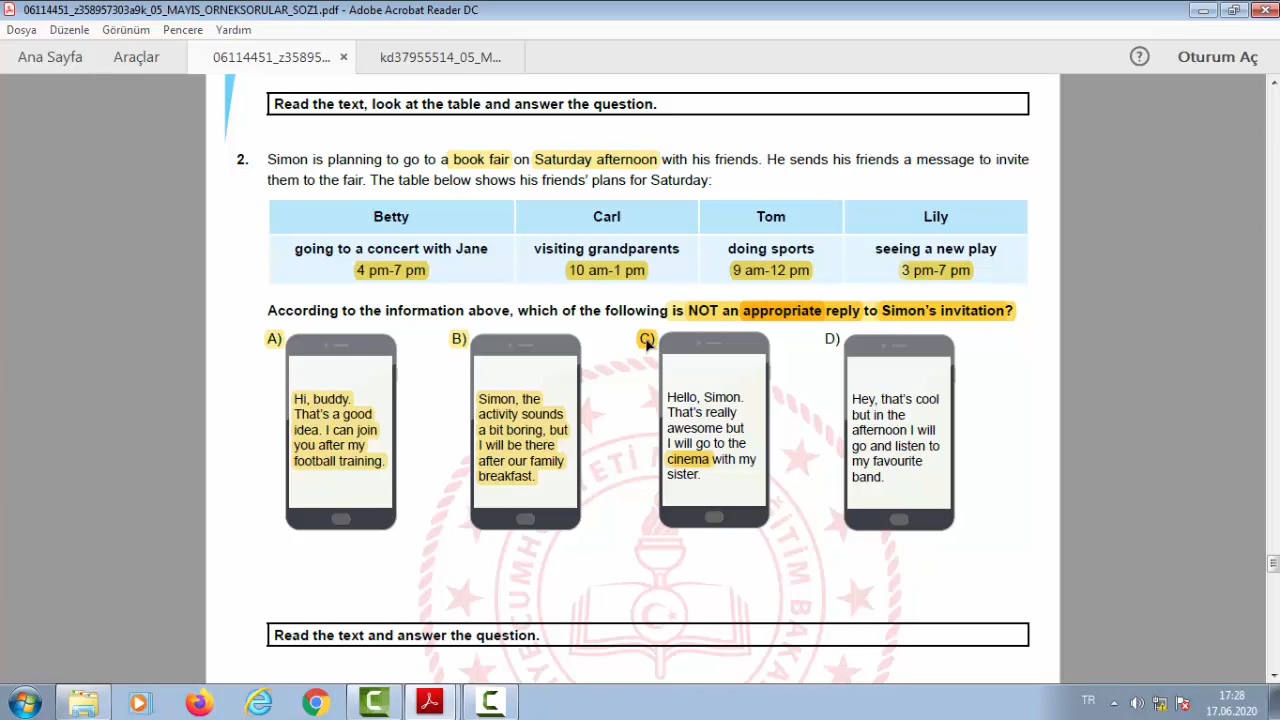 06114451_z358957303a9k_05_MAYIS_ORNEKSORULAR_SOZ1.pdf - Adobe Acrobat Reader DC
Dosya Düzenle Görünüm Pencere Yardım
Ana Sayfa Araçlar 06114451_z35895... × kd37955514_05_M... ? Oturum Aç
Read the text, look at the table and answer the question.
2. Simon is planning to go to a book fair on Saturday afternoon with his friends. He sends his friends a message to invite
them to the fair. The table below shows his friends' plans for Saturday:
Betty Carl Tom Lily
going to a concert with Jane visiting grandparents doing sports seeing a new play
4 pm-7 pm 10 am-1 pm 9 am-12 pm 3 pm-7 pm
According to the information above, which of the following is NOT an appropriate reply to Simon's invitation?
A)
Hi, buddy.
That's a good
idea. I can join
you after my
football training.
B)
Simon, the
activity sounds
a bit boring, but
I will be there
after our family
breakfast.
C)
Hello, Simon.
That's really
awesome but
I will go to the
cinema with my
sister.
D)
Hey, that's cool
but in the
afternoon I will
go and listen to
my favourite
band.
Read the text and answer the question.
TR 17:28
17.06.2020